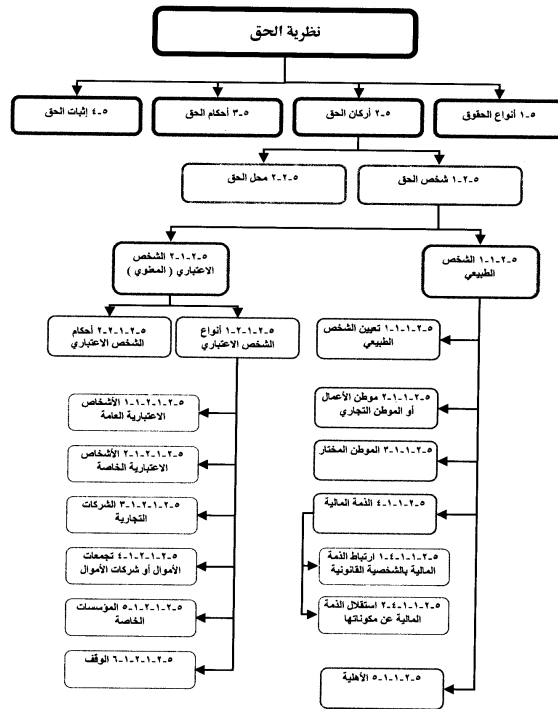 نظرية الحق
٥-١ أنواع الحقوق
٥-٢ أركان الحق
٥-٣ أحكام الحق
٥-٤ إثبات الحق
٥-٢-١ شخص الحق
٥-٢-٢ محل الحق
٥-٢-١-١ الشخص
الطبيعي
٥-٢-١-٢ الشخص
الاعتباري ( المعنوي )
٥-٢-١-١-١ تعيين الشخص
الطبيعي
٥-٢-١-١-٢ موطن الأعمال
أو الموطن التجاري
٥-٢-١-١-٣ الموطن المختار
٥-٢-١-١-٤ الذمة المالية
٥-٢-١-١-٤-١ ارتباط الذمة
المالية بالشخصية القانونية
٥-٢-١-١-٤-٢ استقلال الذمة
المالية عن مكوناتها
٥-٢-١-١-٥ الأهلية
٥-٢-١-٢-١ أنواع
الشخص الاعتباري
٥-٢-١-٢-٢ أحكام
الشخص الاعتباري
٥-٢-١-٢-١-١ الأشخاص
الاعتبارية العامة
٥-٢-١-٢-١-٢ الأشخاص
الاعتبارية الخاصة
٥-٢-١-٢-١-٣ الشركات
التجارية
٥-٢-١-٢-١-٤ تجمعات
الأموال أو شركات الأموال
٥-٢-١-٢-١-٥ المؤسسات
الخاصة
٥-٢-١-٢-١-٦ الوقف